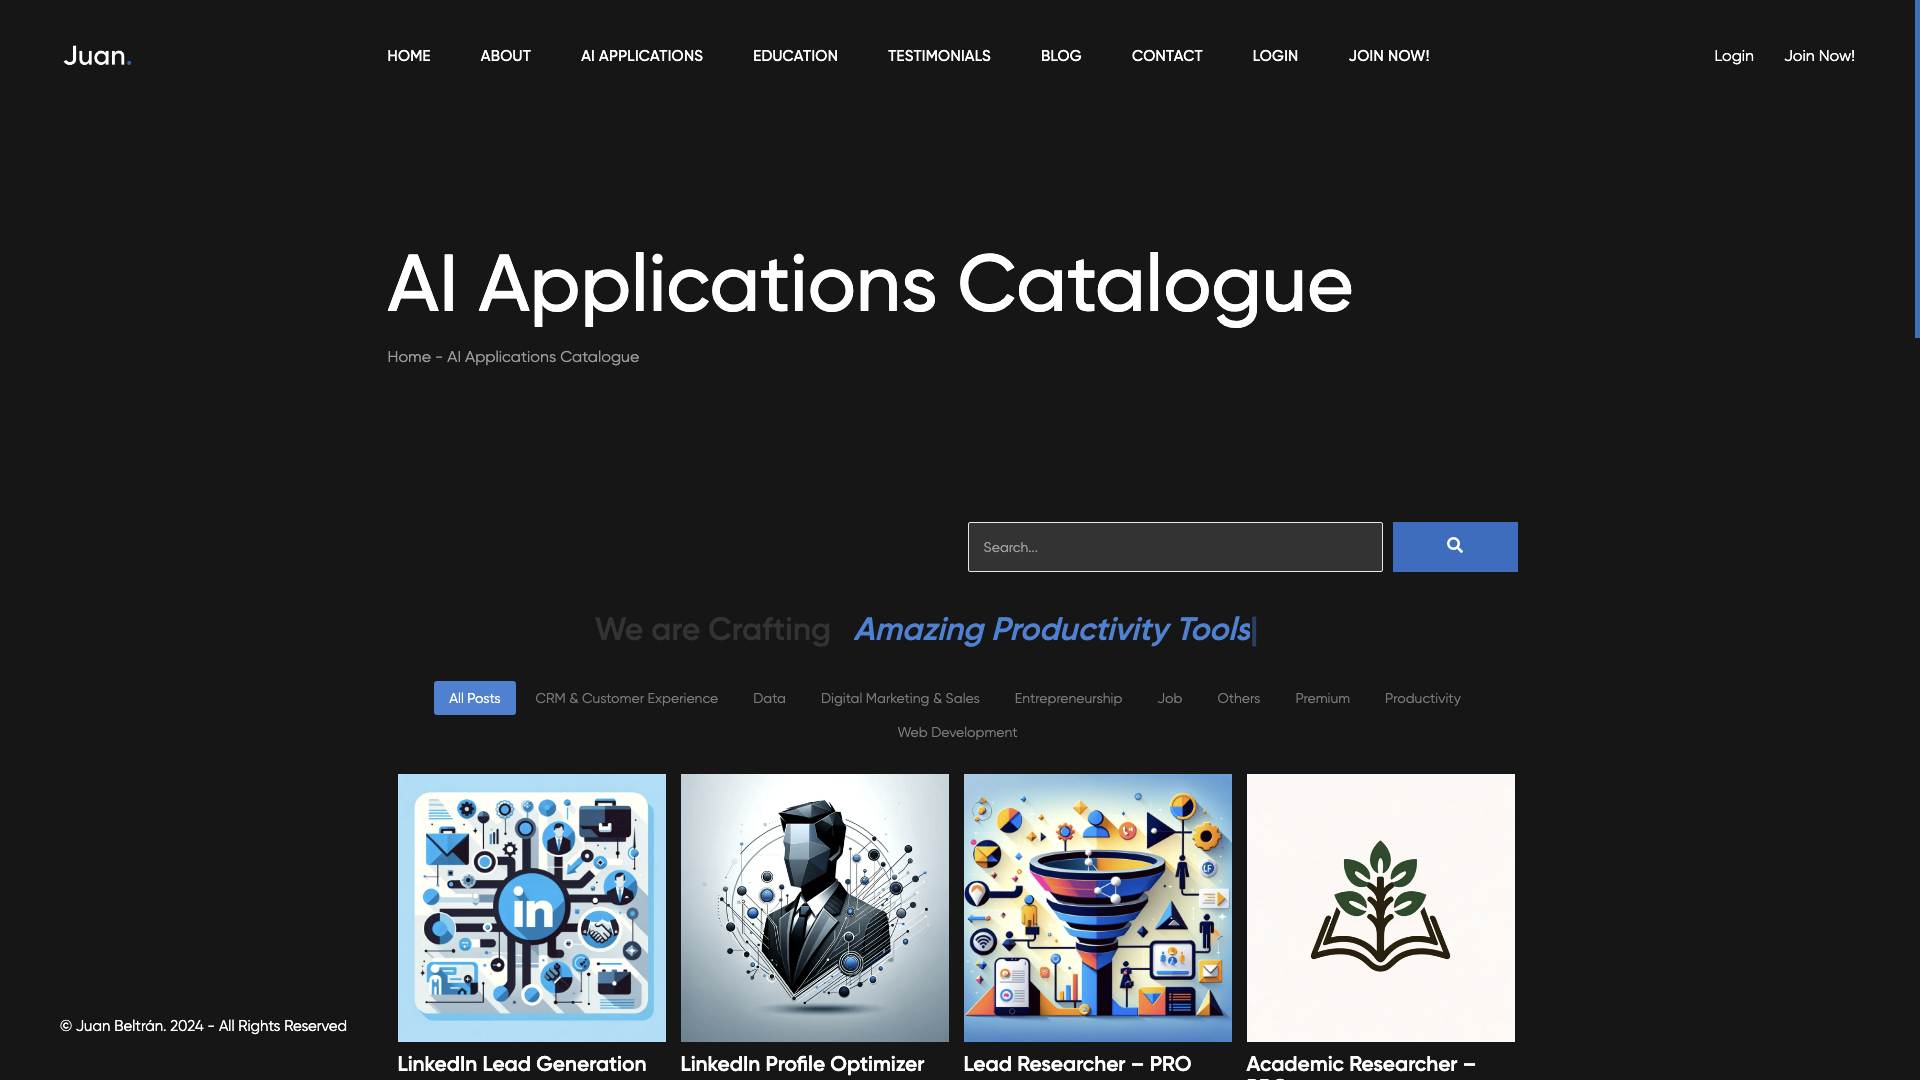 Juan.
HOME ABOUT AI APPLICATIONS EDUCATION TESTIMONIALS BLOG CONTACT LOGIN JOIN NOW!
Login Join Now!
AI Applications Catalogue
Home - AI Applications Catalogue
Search...
We are Crafting Amazing Productivity Tools
All Posts CRM & Customer Experience Data Digital Marketing & Sales Entrepreneurship Job Others Premium Productivity
Web Development
in
LinkedIn Lead Generation
LinkedIn Profile Optimizer
Lead Researcher – PRO
Academic Researcher –
© Juan Beltrán. 2024 - All Rights Reserved